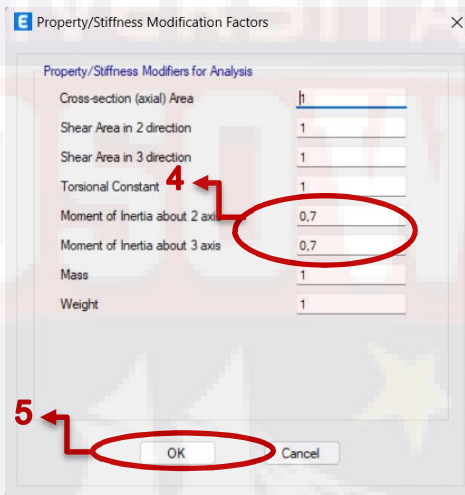 E Property/Stiffness Modification Factors
Property/Stiffness Modifiers for Analysis
Cross-section (axial) Area 1
Shear Area in 2 direction 1
Shear Area in 3 direction 1
Torsional Constant 4 1
Moment of Inertia about 2 axis 0,7
Moment of Inertia about 3 axis 0,7
Mass 1
Weight 1
5
OK Cancel